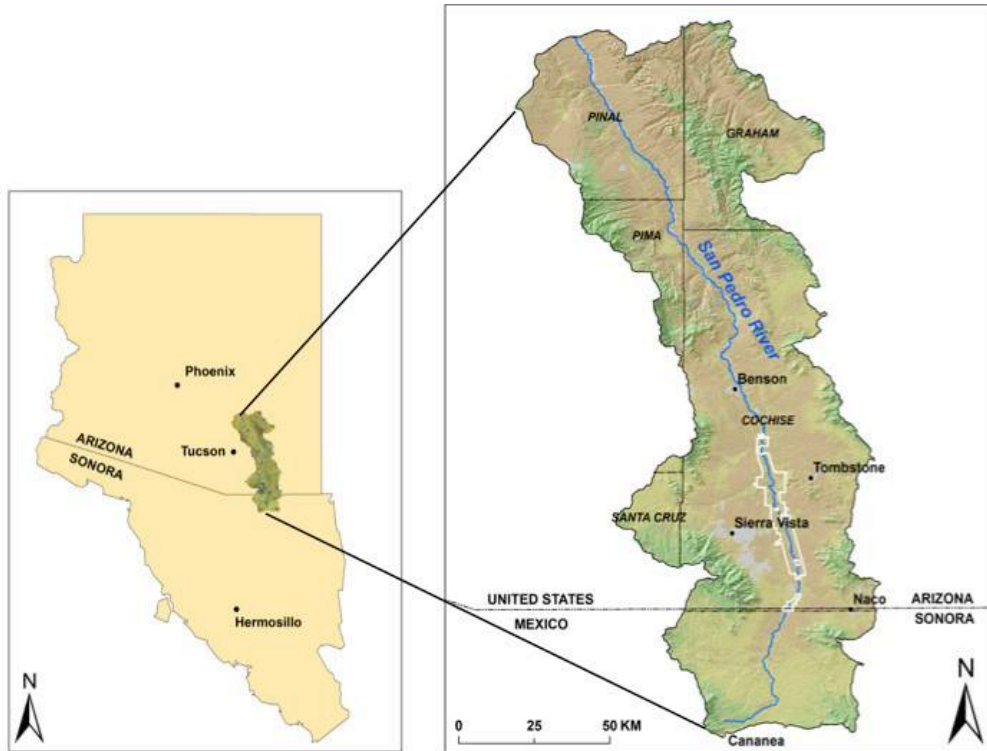 Phoenix
ARIZONA
SONORA
Tucson
Hermosillo
N
PINAL
GRAHAM
PIMA
San Pedro River
Benson
COCHISE
Tombstone
SANTA CRUZ
Sierra Vista
UNITED STATES
MEXICO
Naco
ARIZONA
SONORA
N
0 25 50 KM
Cananea